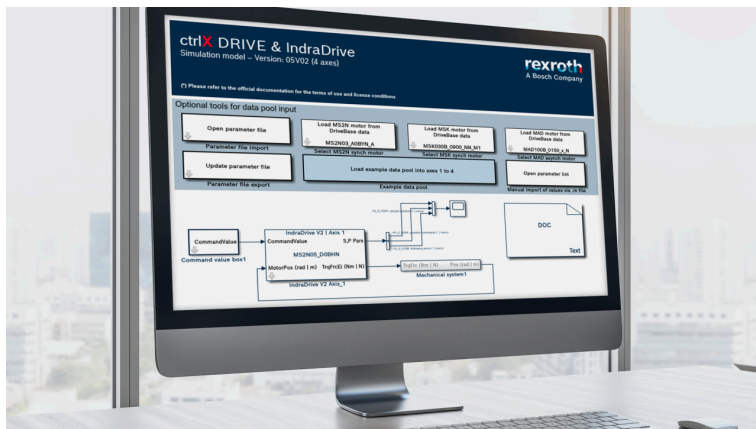 ctrlX DRIVE & IndraDrive
Simulation model – Version: 05V02 (4 axes)
rexroth
A Bosch Company
(*) Please refer to the official documentation for the terms of use and license conditions
Optional tools for data pool input
Open parameter file
Parameter file import
Load MS2N motor from
DriveBase data
MS2N03_A0BYN_A
Select MS2N synch motor
Load MSK motor from
DriveBase data
MSK030B_0900_NN_M1
Select MSK synch motor
Load MAD motor from
DriveBase data
MAD100B_0150_x_N
Select MAD asynch motor
Update parameter file
Parameter file export
Load example data pool into axes 1 to 4
Example data pool
Open parameter list
Manual import of values via .m file
CommandValue
Command value box1
IndraDrive V2 | Axis 1
CommandValue
S,P Pars
MS2N05_D0BHN
MotorPos (rad | m)
TrqFrcEl (Nm | N)
IndraDrive V2 Axis_1
TrqFrc (Nm | N)
Pos (rad | m)
Mechanical system1
DOC
Text